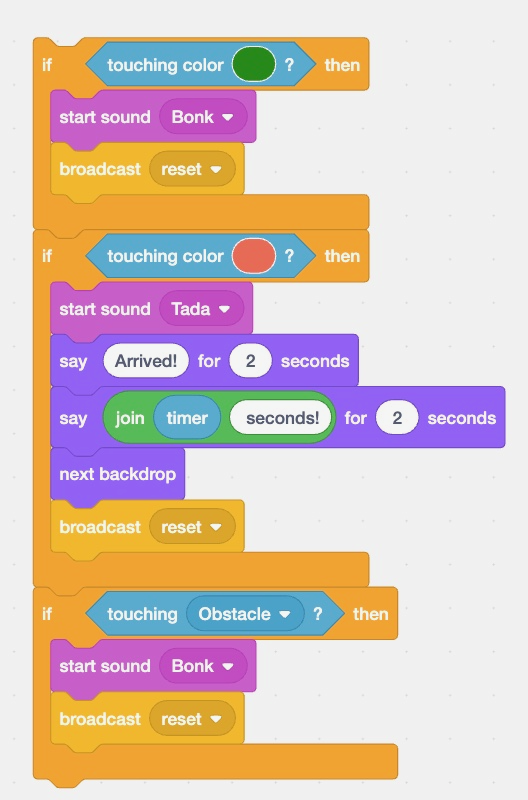 if touching color ? then
start sound Bonk
broadcast reset
if touching color ? then
start sound Tada
say Arrived! for 2 seconds
say join timer seconds! for 2 seconds
next backdrop
broadcast reset
if touching Obstacle ? then
start sound Bonk
broadcast reset